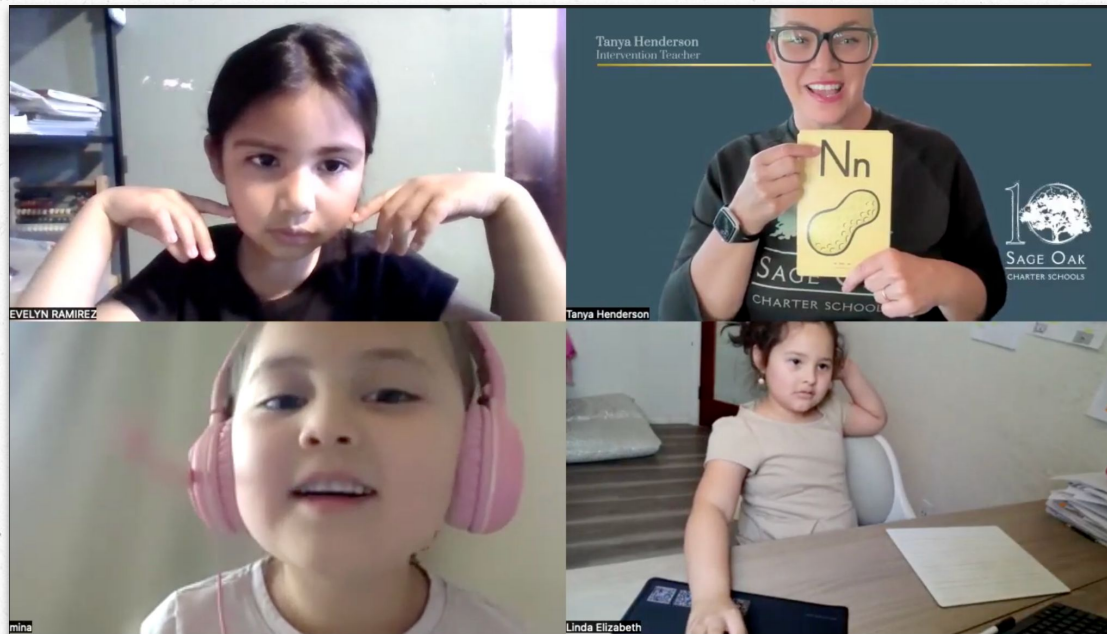 Tanya Henderson
Intervention Teacher
Nn
10
SAGE OAK
CHARTER SCHOOLS
SAGE
CHARTER SCHOOL
EVELYN RAMIREZ
Tanya Henderson
mina
Linda Elizabeth